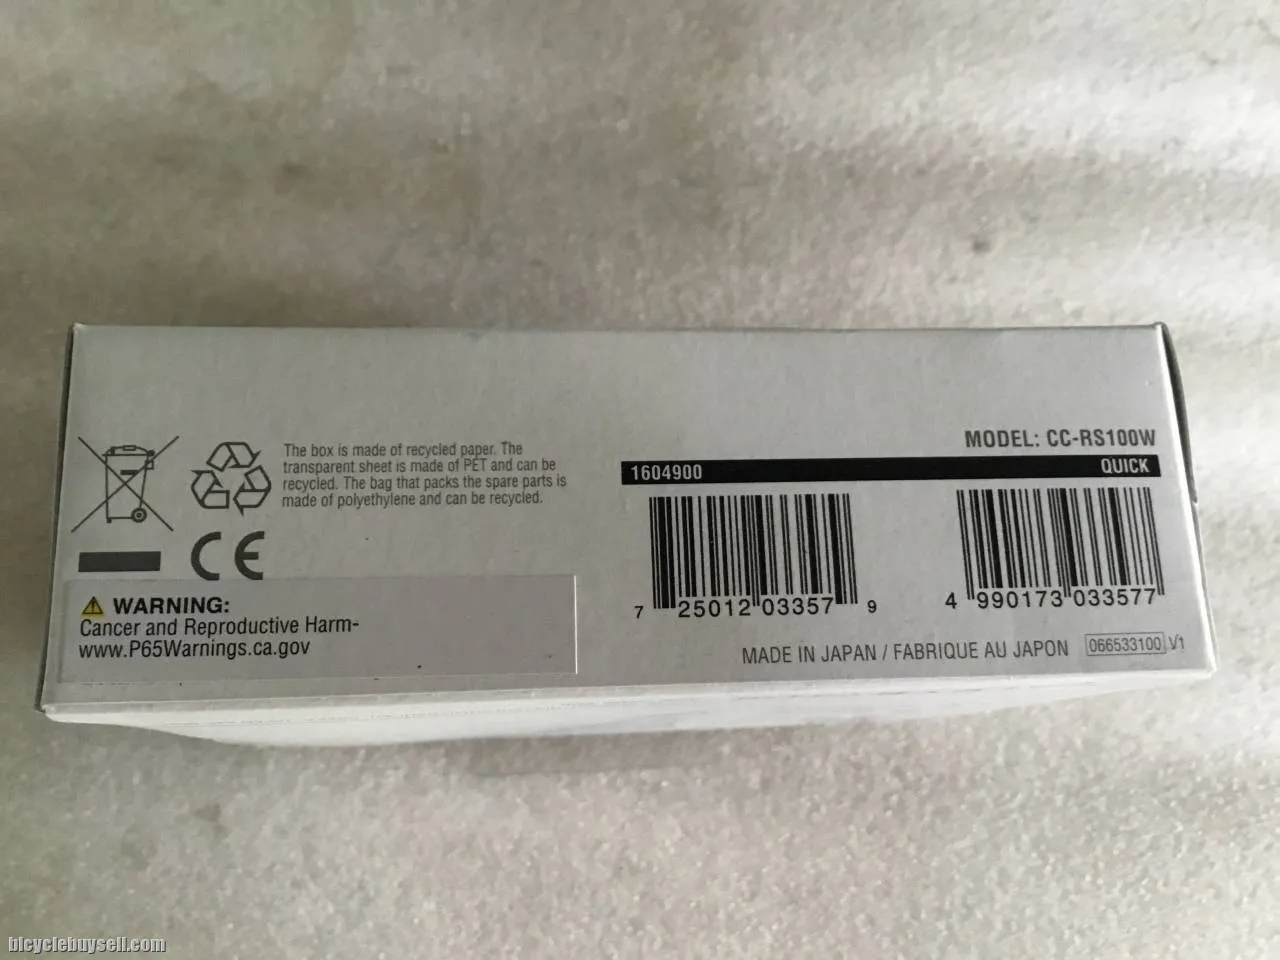 The box is made of recycled paper. The
transparent sheet is made of PET and can be
recycled. The bag that packs the spare parts is
made of polyethylene and can be recycled.
CE
WARNING:
Cancer and Reproductive Harm-
www.P65Warnings.ca.gov
MODEL: CC-RS100W
1604900 QUICK
7 25012 03357 9
4 990173 033577
MADE IN JAPAN / FABRIQUE AU JAPON 066533100 V1
bicyclebuysell.com